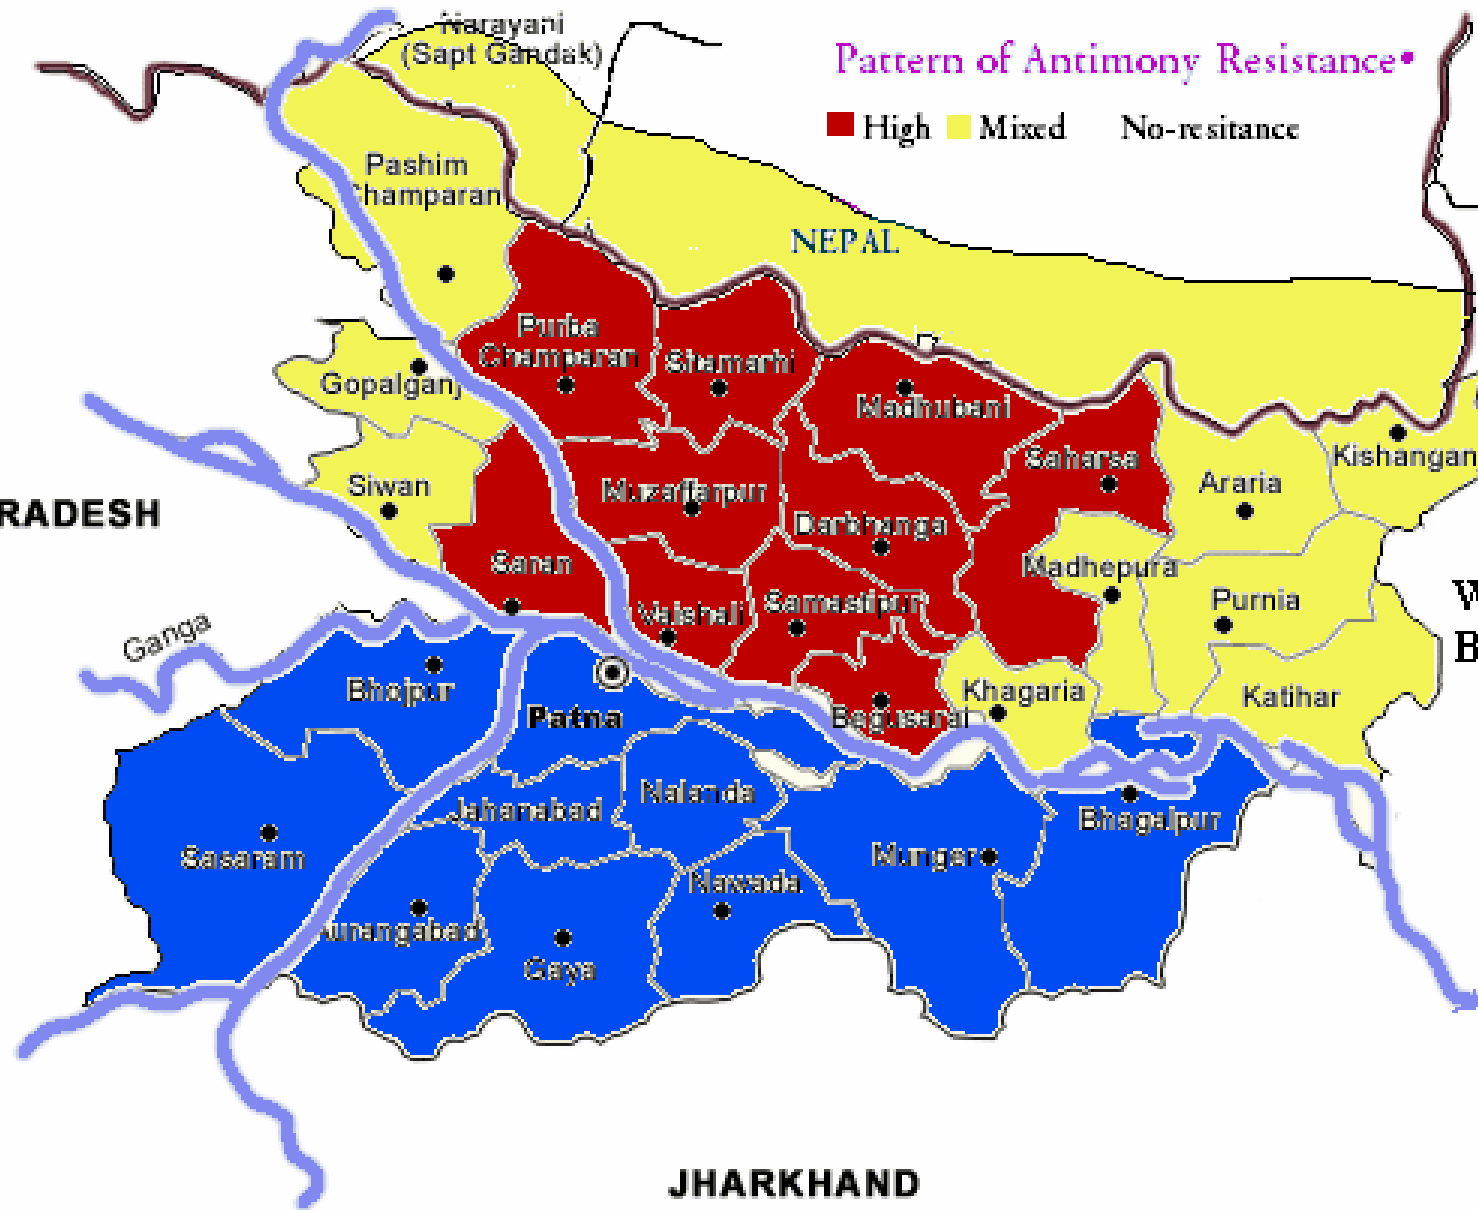 Narayani
(Sapt Gandak)
Pattern of Antimony Resistance•
High Mixed No-resitance
Pashim
Champaran
NEPAL
Purba
Champaran
Sitamarhi
Gopalganj
Madhubani
Saharsa
Kishangan
Siwan
Muzaffarpur
Araria
RADESH
Darbhanga
Saran
Madhepura
W
Vaishali
Samastipur
Purnia
Ganga
B
Bhojpur
Khagaria
Katihar
Patna
Begusarai
Jahanabad
Nalanda
Bhagalpur
Sasaram
Munger
Nawada
Aurangabad
Gaya
JHARKHAND